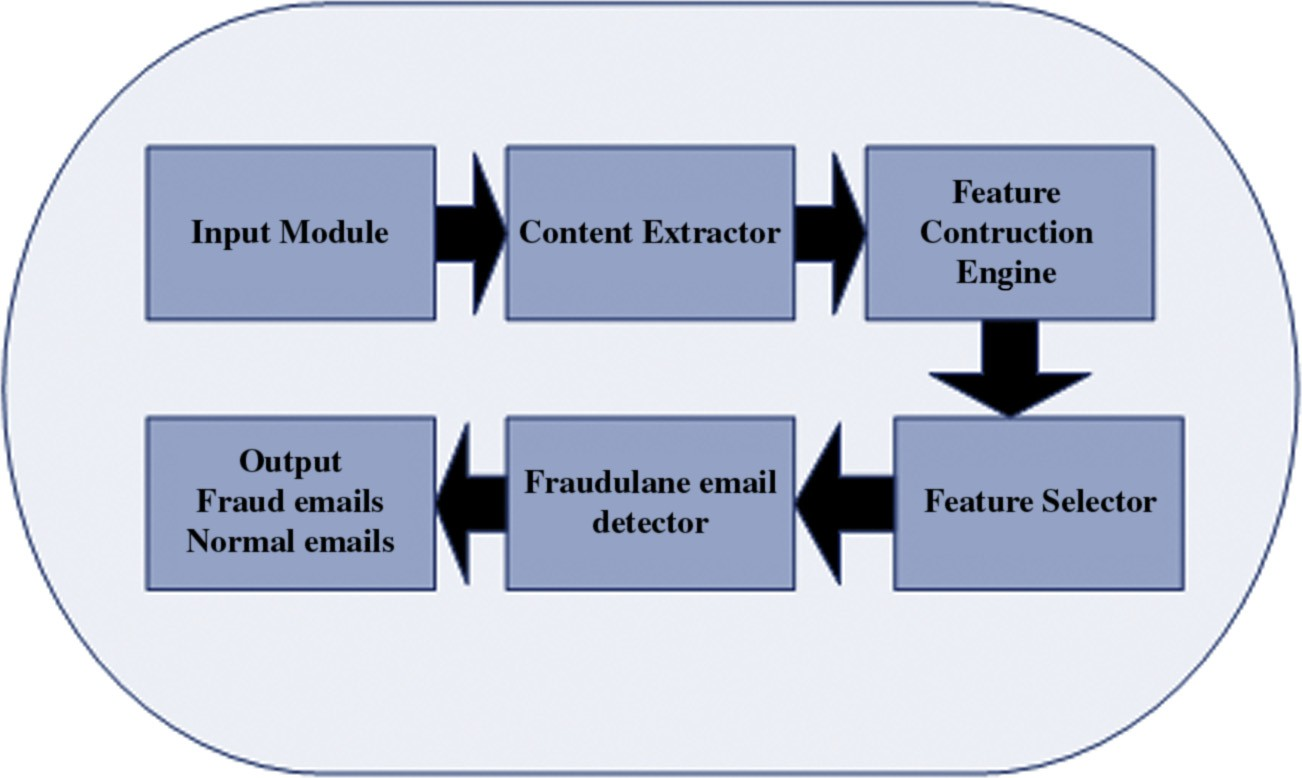 Input Module
Content Extractor
Feature
Contruction
Engine
Feature Selector
Fraudulane email
detector
Output
Fraud emails
Normal emails